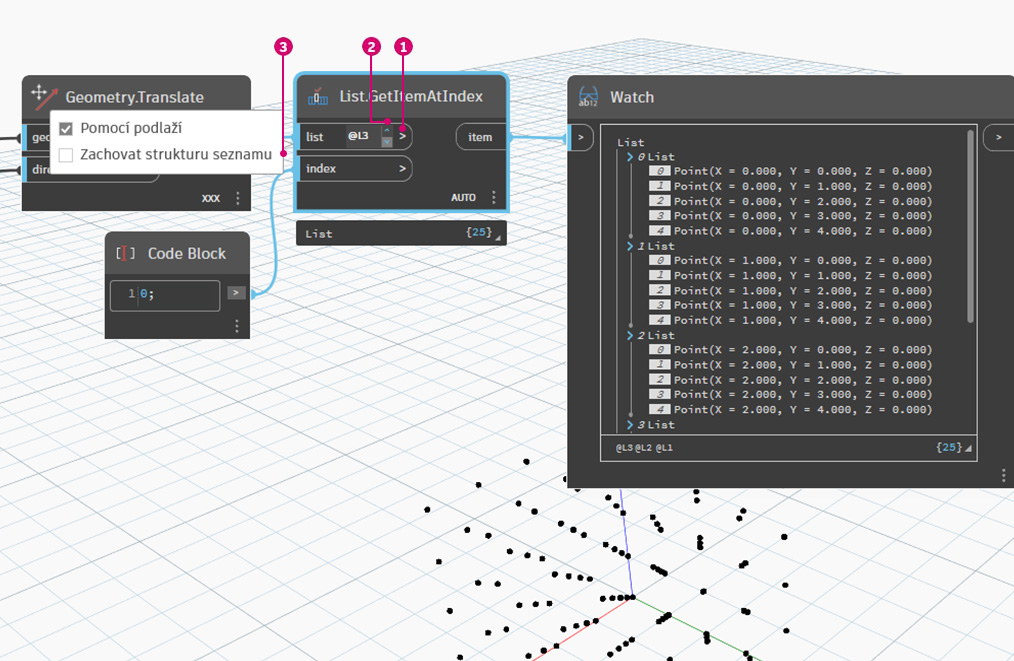 3
2
1
Geometry.Translate
Pomocí podlaží
Zachovat strukturu seznamu
XXX
List.GetItemAtIndex
list @L3 > item
index >
AUTO
List {25}
Code Block
1 0; >
ab12 Watch
> >
List
0 List
0 Point(X = 0.000, Y = 0.000, Z = 0.000)
1 Point(X = 0.000, Y = 1.000, Z = 0.000)
2 Point(X = 0.000, Y = 2.000, Z = 0.000)
3 Point(X = 0.000, Y = 3.000, Z = 0.000)
4 Point(X = 0.000, Y = 4.000, Z = 0.000)
1 List
0 Point(X = 1.000, Y = 0.000, Z = 0.000)
1 Point(X = 1.000, Y = 1.000, Z = 0.000)
2 Point(X = 1.000, Y = 2.000, Z = 0.000)
3 Point(X = 1.000, Y = 3.000, Z = 0.000)
4 Point(X = 1.000, Y = 4.000, Z = 0.000)
2 List
0 Point(X = 2.000, Y = 0.000, Z = 0.000)
1 Point(X = 2.000, Y = 1.000, Z = 0.000)
2 Point(X = 2.000, Y = 2.000, Z = 0.000)
3 Point(X = 2.000, Y = 3.000, Z = 0.000)
4 Point(X = 2.000, Y = 4.000, Z = 0.000)
3 List
@L3 @L2 @L1 {25}